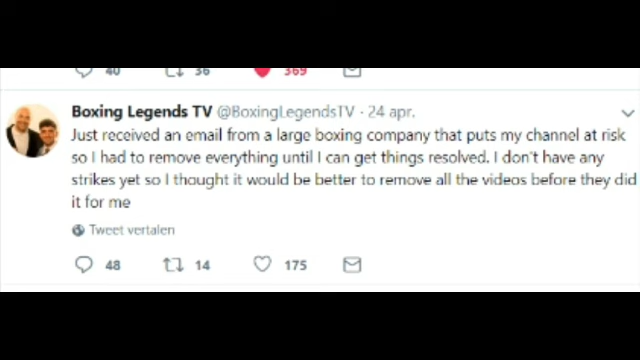 40 36 369
Boxing Legends TV @BoxingLegendsTV · 24 apr.
Just received an email from a large boxing company that puts my channel at risk
so I had to remove everything until I can get things resolved. I don't have any
strikes yet so I thought it would be better to remove all the videos before they did
it for me
Tweet vertalen
48 14 175